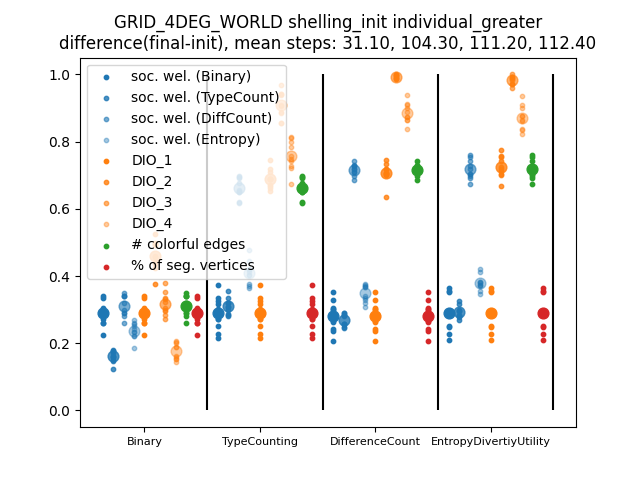 GRID_4DEG_WORLD shelling_init individual_greater
difference(final-init), mean steps: 31.10, 104.30, 111.20, 112.40
soc. wel. (Binary)
soc. wel. (TypeCount)
soc. wel. (DiffCount)
soc. wel. (Entropy)
DIO_1
DIO_2
DIO_3
DIO_4
# colorful edges
% of seg. vertices
1.0
0.8
0.6
0.4
0.2
0.0
Binary
TypeCounting
DifferenceCount
EntropyDivertiyUtility